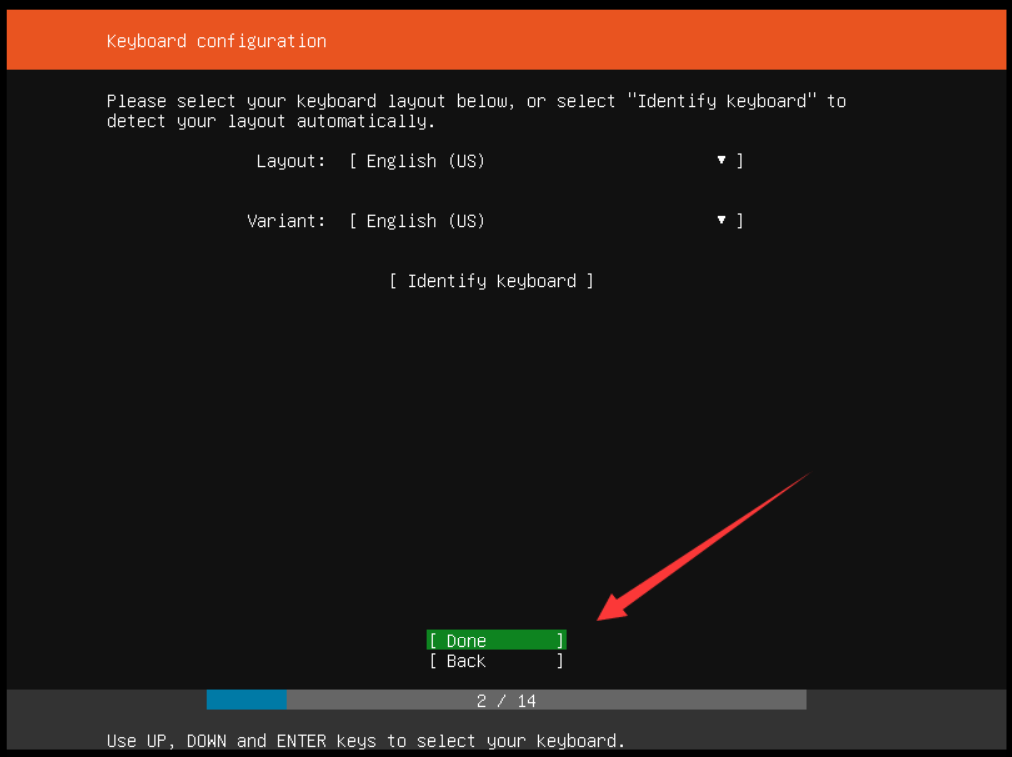 Keyboard configuration
Please select your keyboard layout below, or select "Identify keyboard" to
detect your layout automatically.
Layout: [ English (US) ▼ ]
Variant: [ English (US) ▼ ]
[ Identify keyboard ]
[ Done ]
[ Back ]
2 / 14
Use UP, DOWN and ENTER keys to select your keyboard.